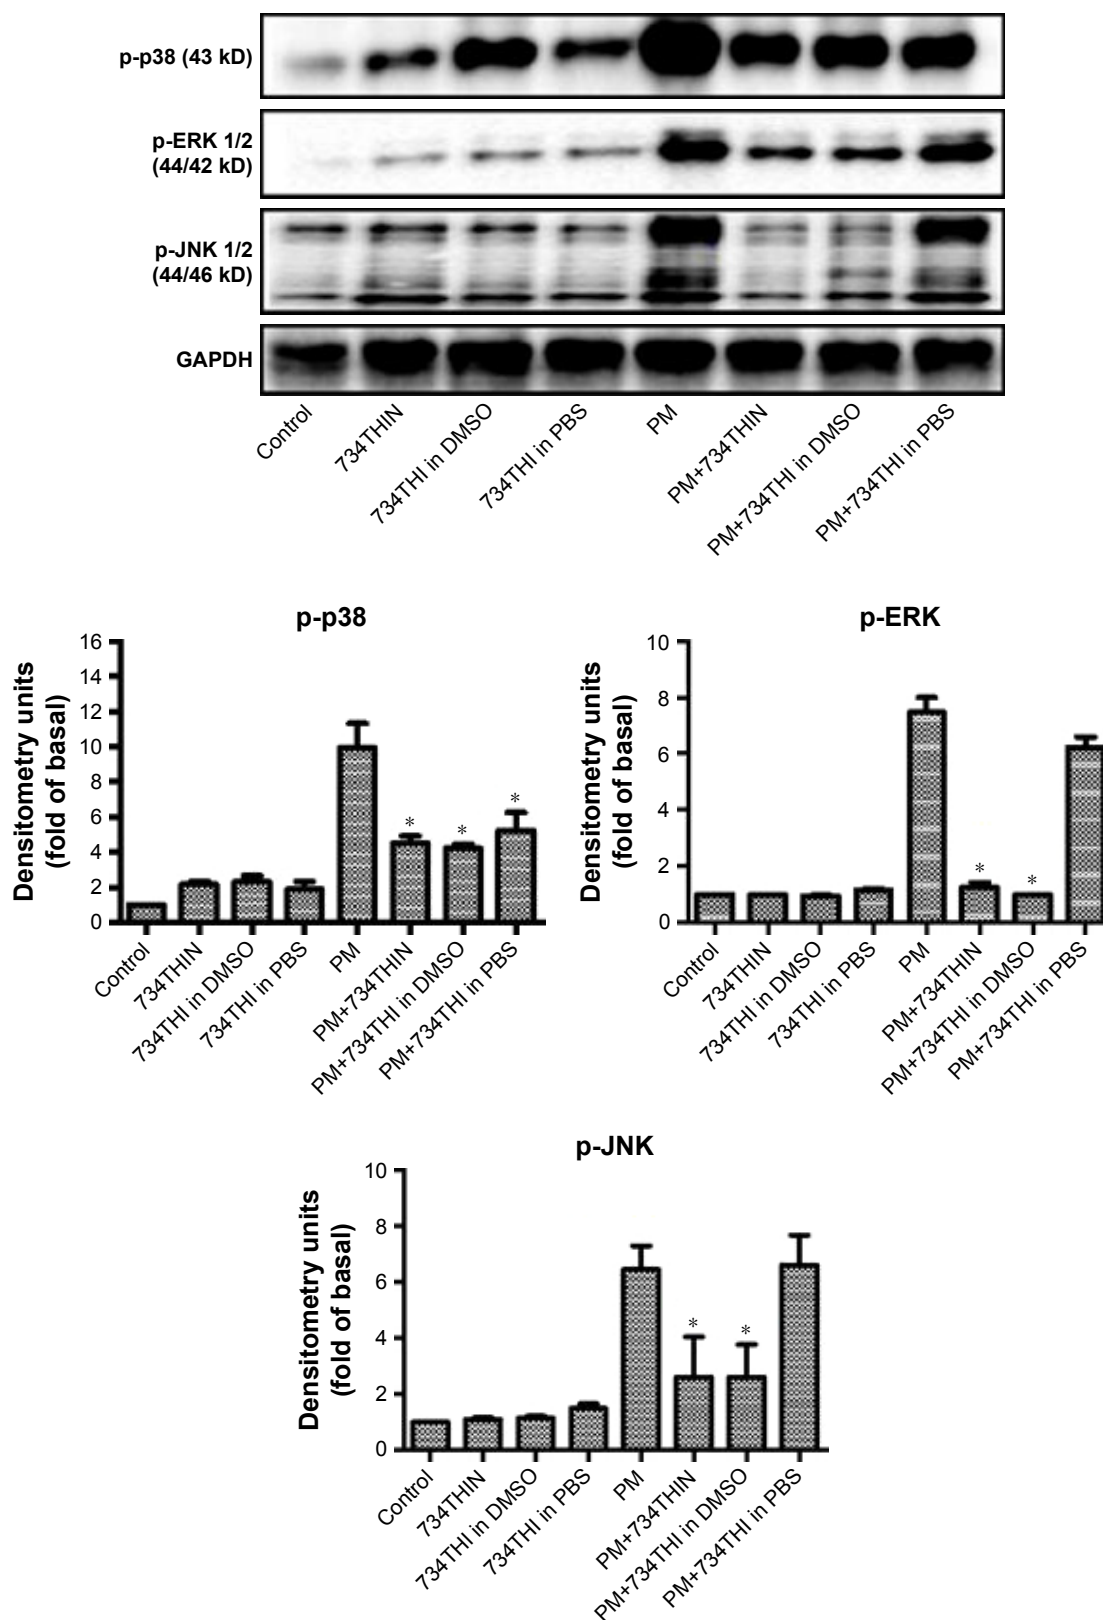 p-p38 (43 kD)
p-ERK 1/2
(44/42 kD)
p-JNK 1/2
(44/46 kD)
GAPDH
Control
734THIN
734THI in DMSO
734THI in PBS
PM
PM+734THIN
PM+734THI in DMSO
PM+734THI in PBS
p-p38
Densitometry units
(fold of basal)
16
14
12
10
8
6
4
2
0
*
*
*
Control
734THIN
734THI in DMSO
734THI in PBS
PM
PM+734THIN
PM+734THI in DMSO
PM+734THI in PBS
p-ERK
Densitometry units
(fold of basal)
10
8
6
4
2
0
*
*
Control
734THIN
734THI in DMSO
734THI in PBS
PM
PM+734THIN
PM+734THI in DMSO
PM+734THI in PBS
p-JNK
Densitometry units
(fold of basal)
10
8
6
4
2
0
*
*
Control
734THIN
734THI in DMSO
734THI in PBS
PM
PM+734THIN
PM+734THI in DMSO
PM+734THI in PBS